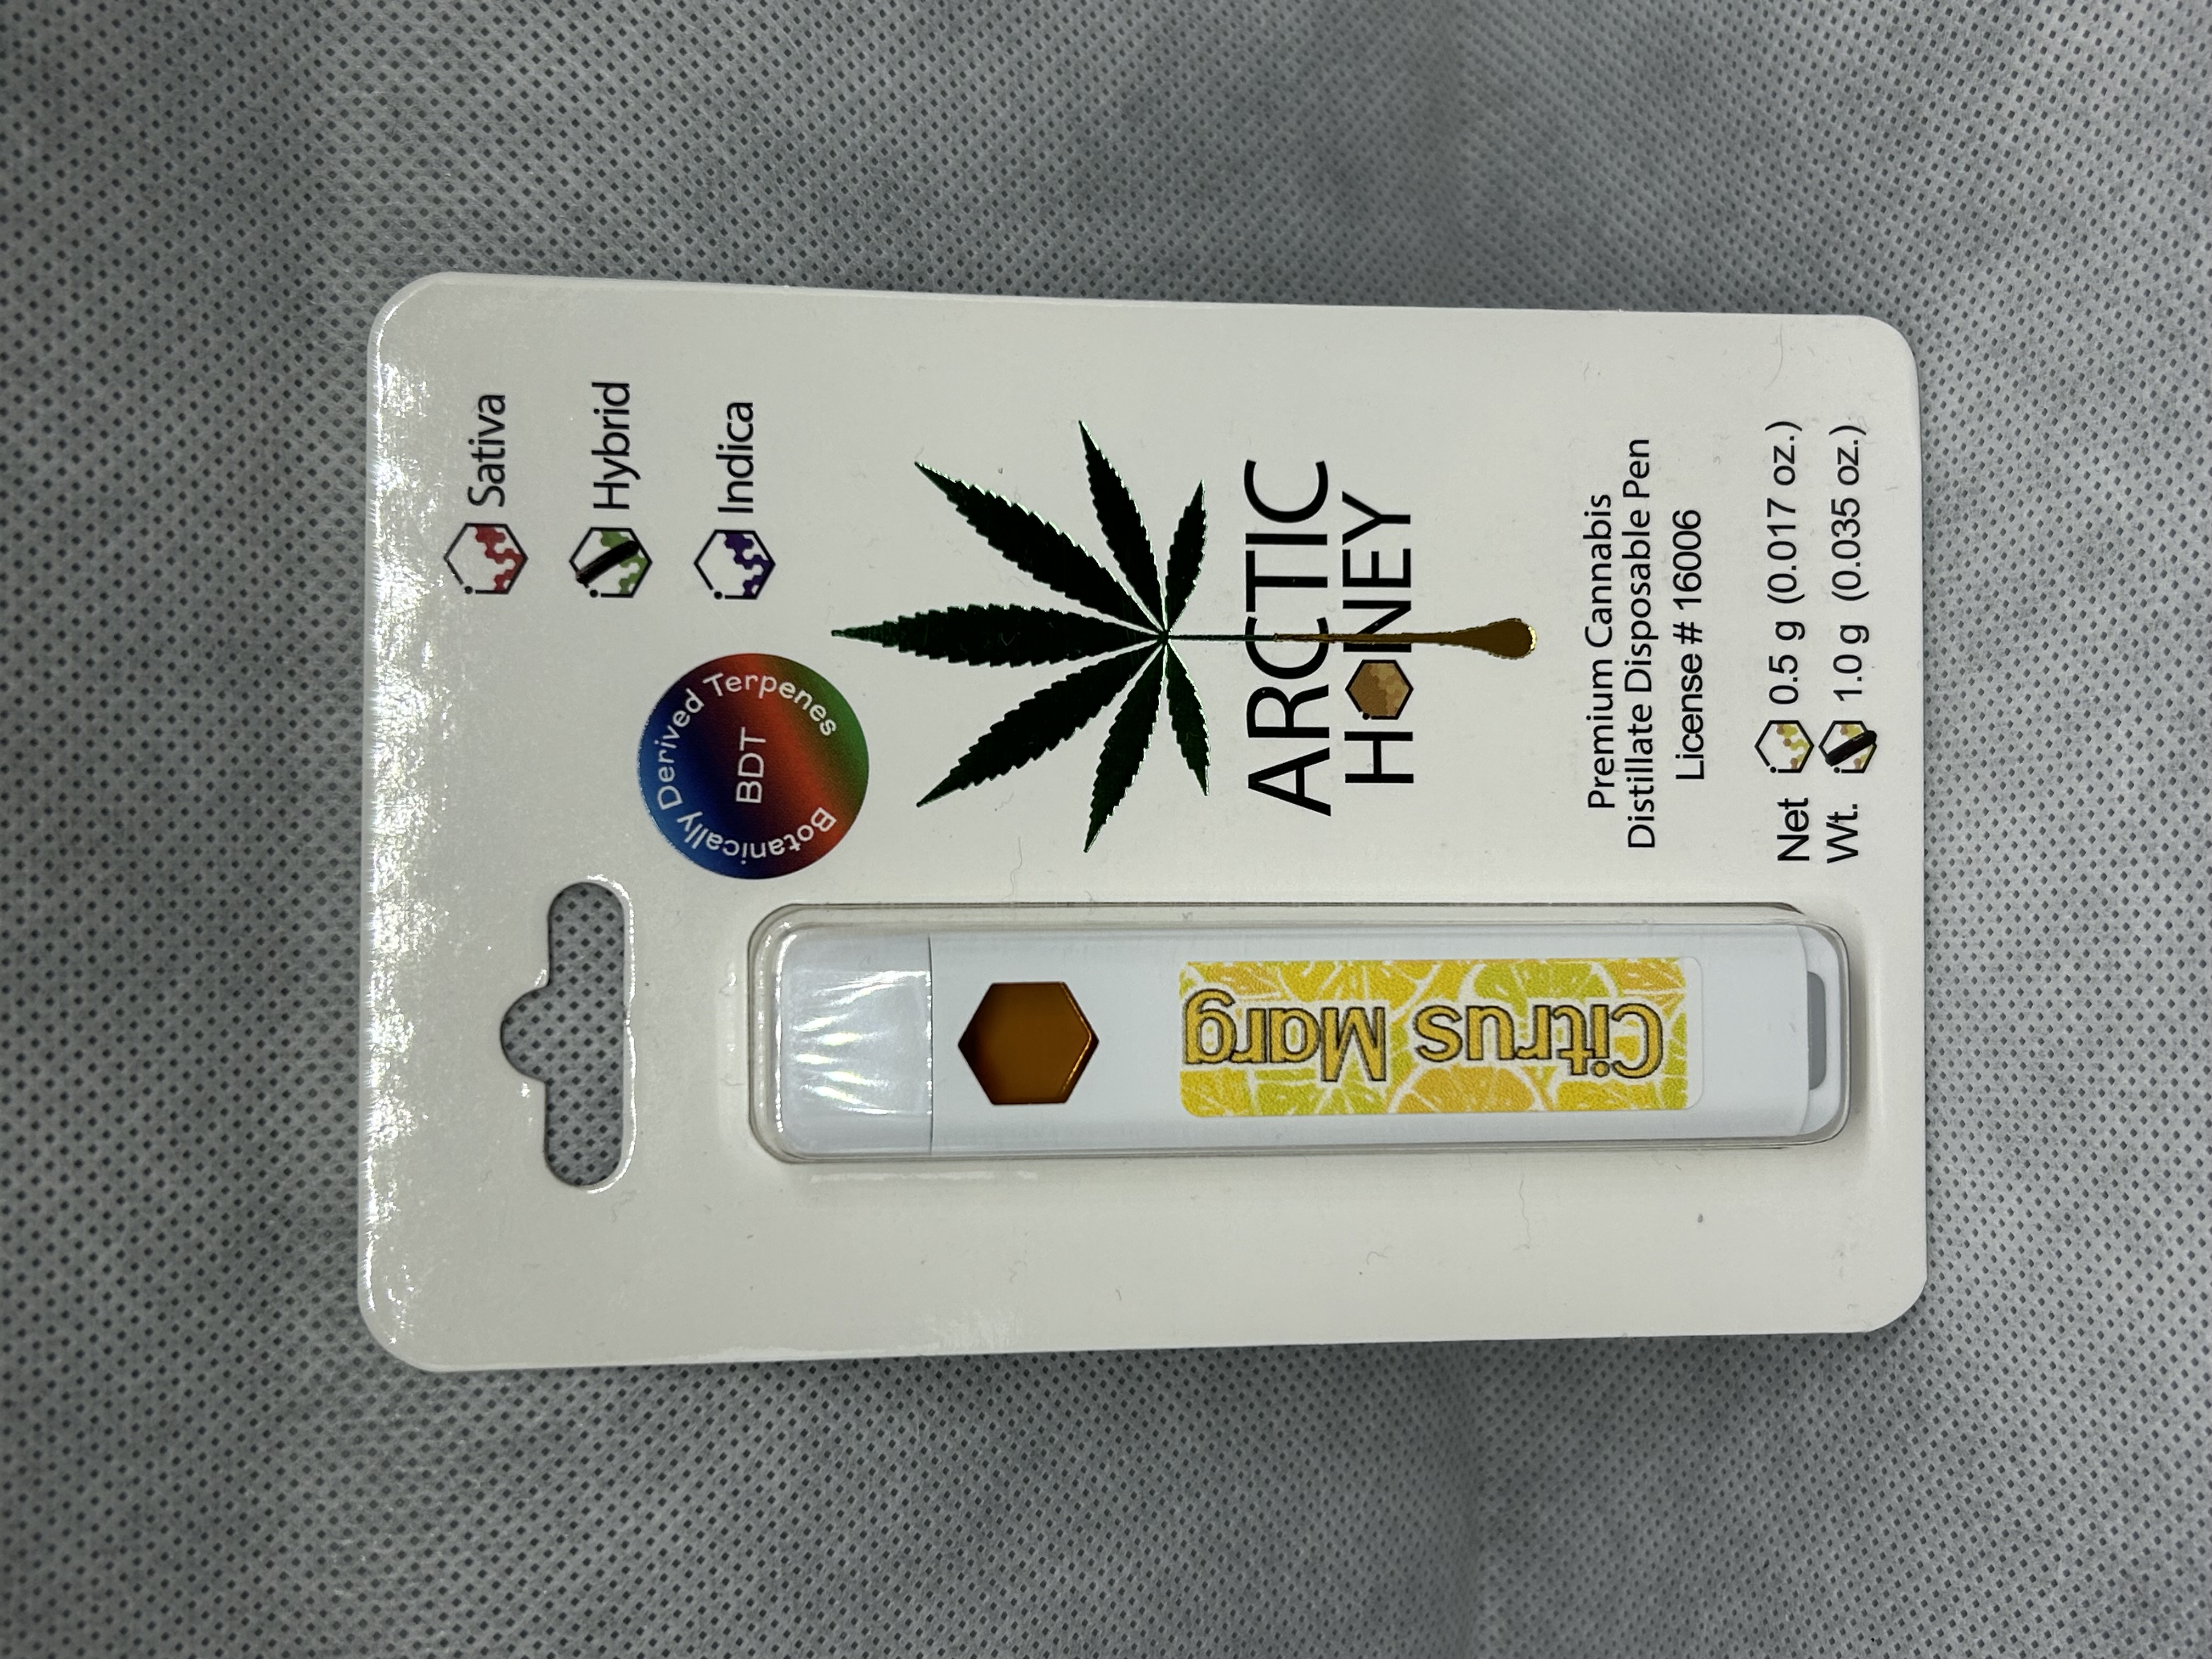 Sativa
Hybrid
Indica
Botanically Derived Terpenes
BDT
ARCTIC
HONEY
Citrus Marg
Premium Cannabis
Distillate Disposable Pen
License # 16006
Net 0.5 g (0.017 oz.)
Wt. 1.0 g (0.035 oz.)